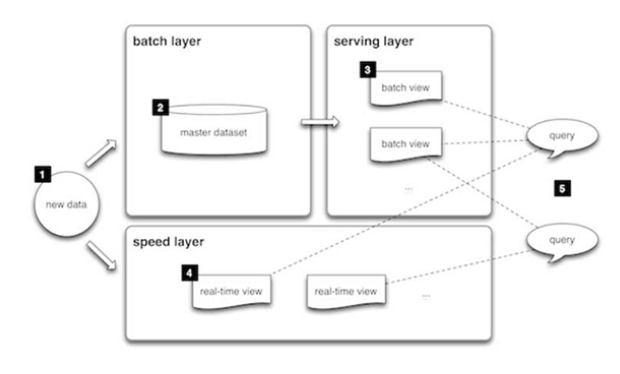 batch layer
serving layer
3
batch view
2
master dataset
query
batch view
1
...
5
new data
speed layer
query
4
real-time view
real-time view
...